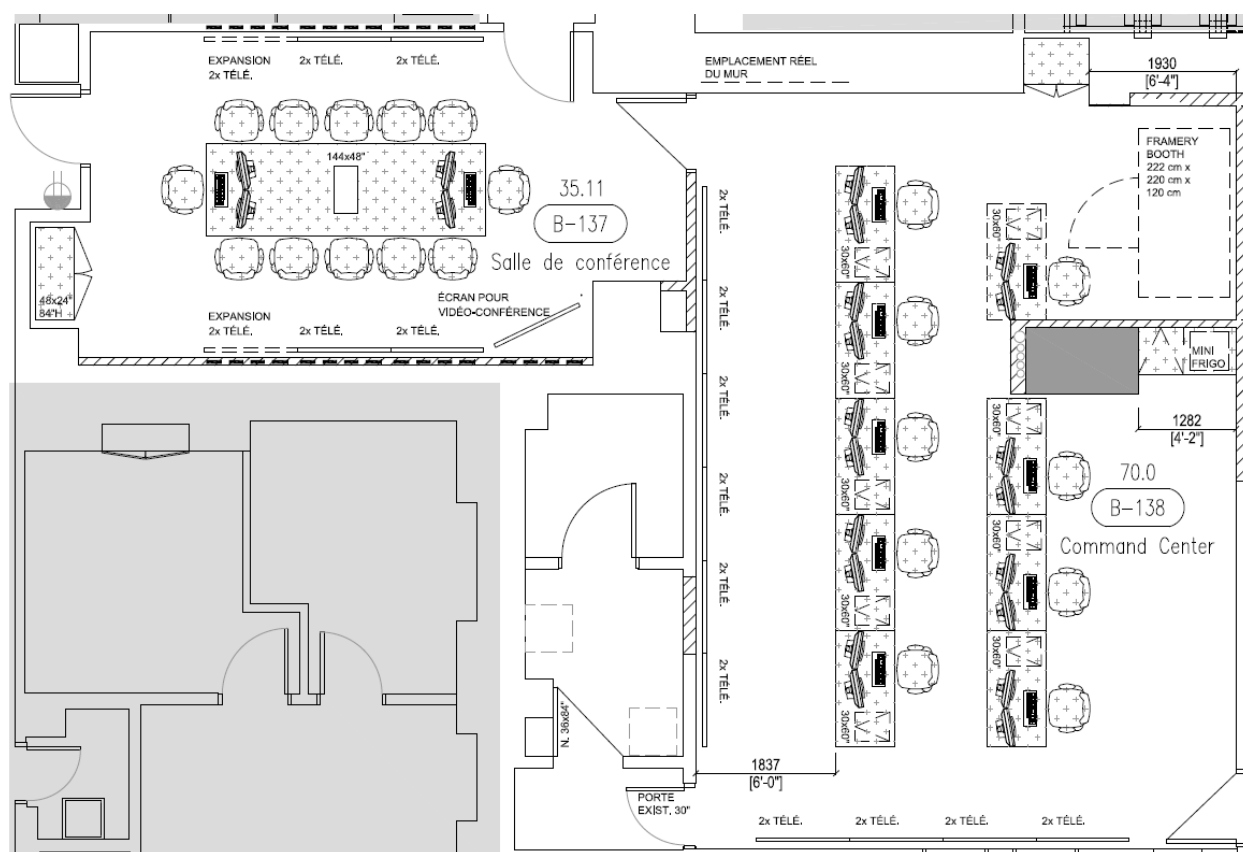 EXPANSION
2x TÉLÉ.
2x TÉLÉ.
2x TÉLÉ.
144x48"
35.11
B-137
Salle de conférence
48x24"
84"H
ÉCRAN POUR
VIDÉO-CONFÉRENCE
EXPANSION
2x TÉLÉ.
2x TÉLÉ.
2x TÉLÉ.
EMPLACEMENT RÉEL
DU MUR
1930
[6'-4"]
FRAMERY
BOOTH
222 cm x
220 cm x
120 cm
2x TÉLÉ.
2x TÉLÉ.
2x TÉLÉ.
2x TÉLÉ.
2x TÉLÉ.
2x TÉLÉ.
30x60"
30x60"
30x60"
30x60"
30x60"
30x60"
30x60"
30x60"
30x60"
MINI
FRIGO
1282
[4'-2"]
70.0
B-138
Command Center
N. 36x84"
1837
[6'-0"]
PORTE
EXIST. 30"
2x TÉLÉ.
2x TÉLÉ.
2x TÉLÉ.
2x TÉLÉ.